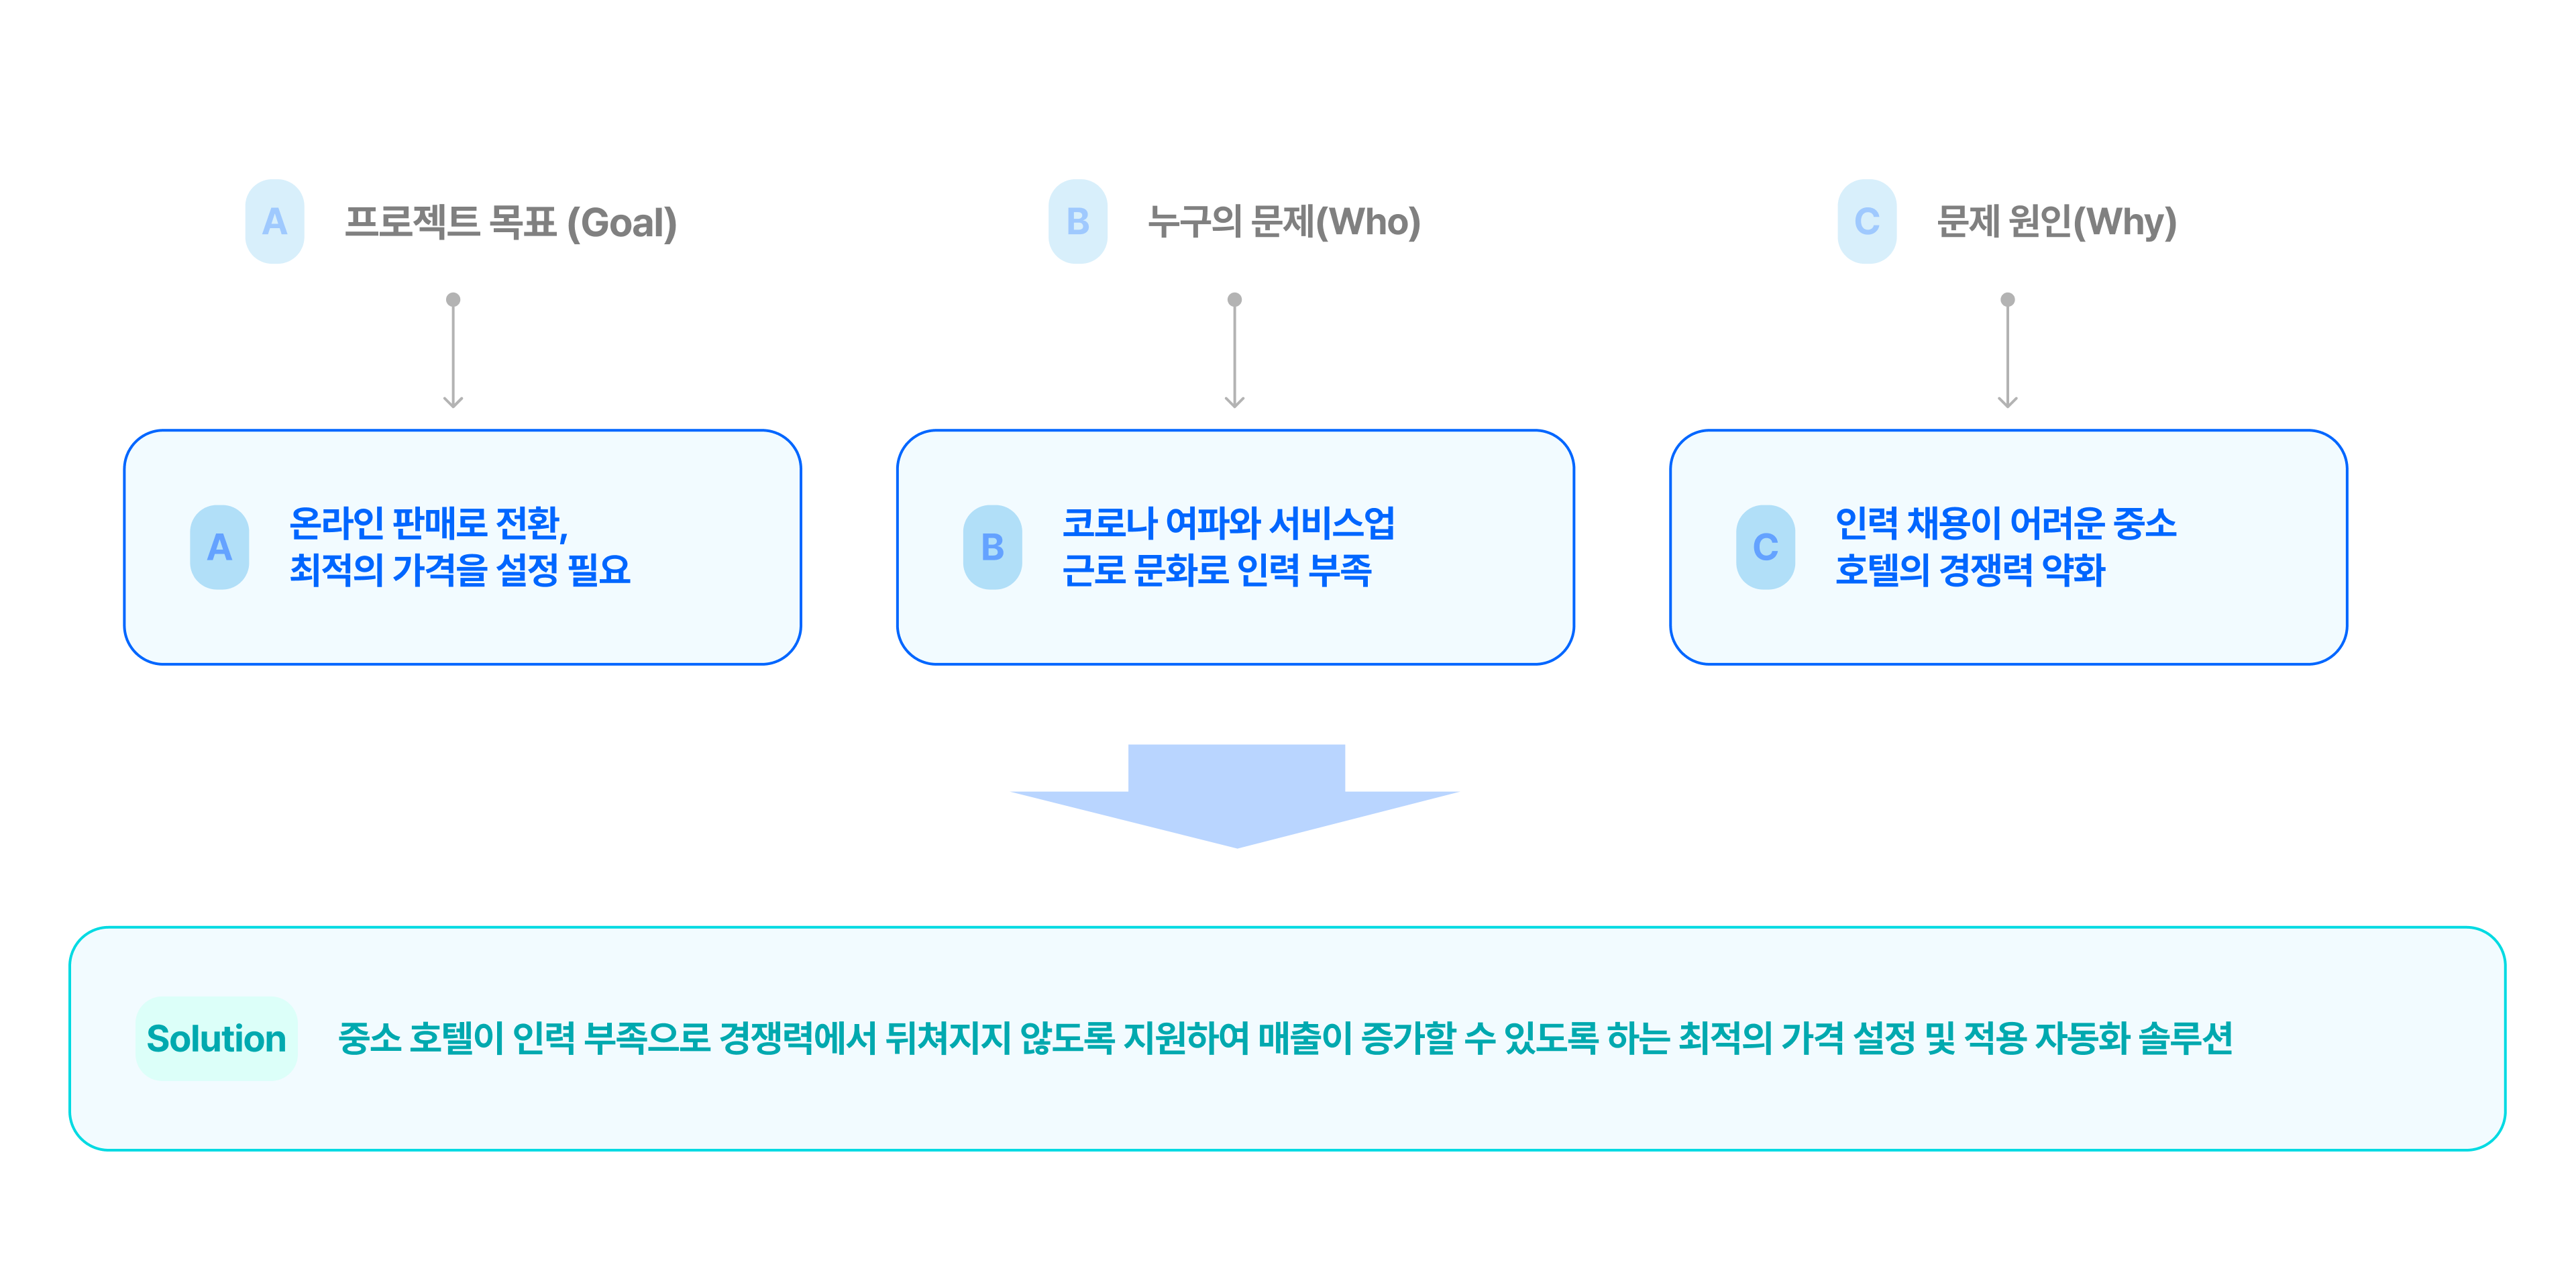 A 프로젝트 목표 (Goal)
B 누구의 문제(Who)
C 문제 원인(Why)
A
온라인 판매로 전환,
최적의 가격을 설정 필요
B
코로나 여파와 서비스업
근로 문화로 인력 부족
C
인력 채용이 어려운 중소
호텔의 경쟁력 약화
Solution 중소 호텔이 인력 부족으로 경쟁력에서 뒤쳐지지 않도록 지원하여 매출이 증가할 수 있도록 하는 최적의 가격 설정 및 적용 자동화 솔루션